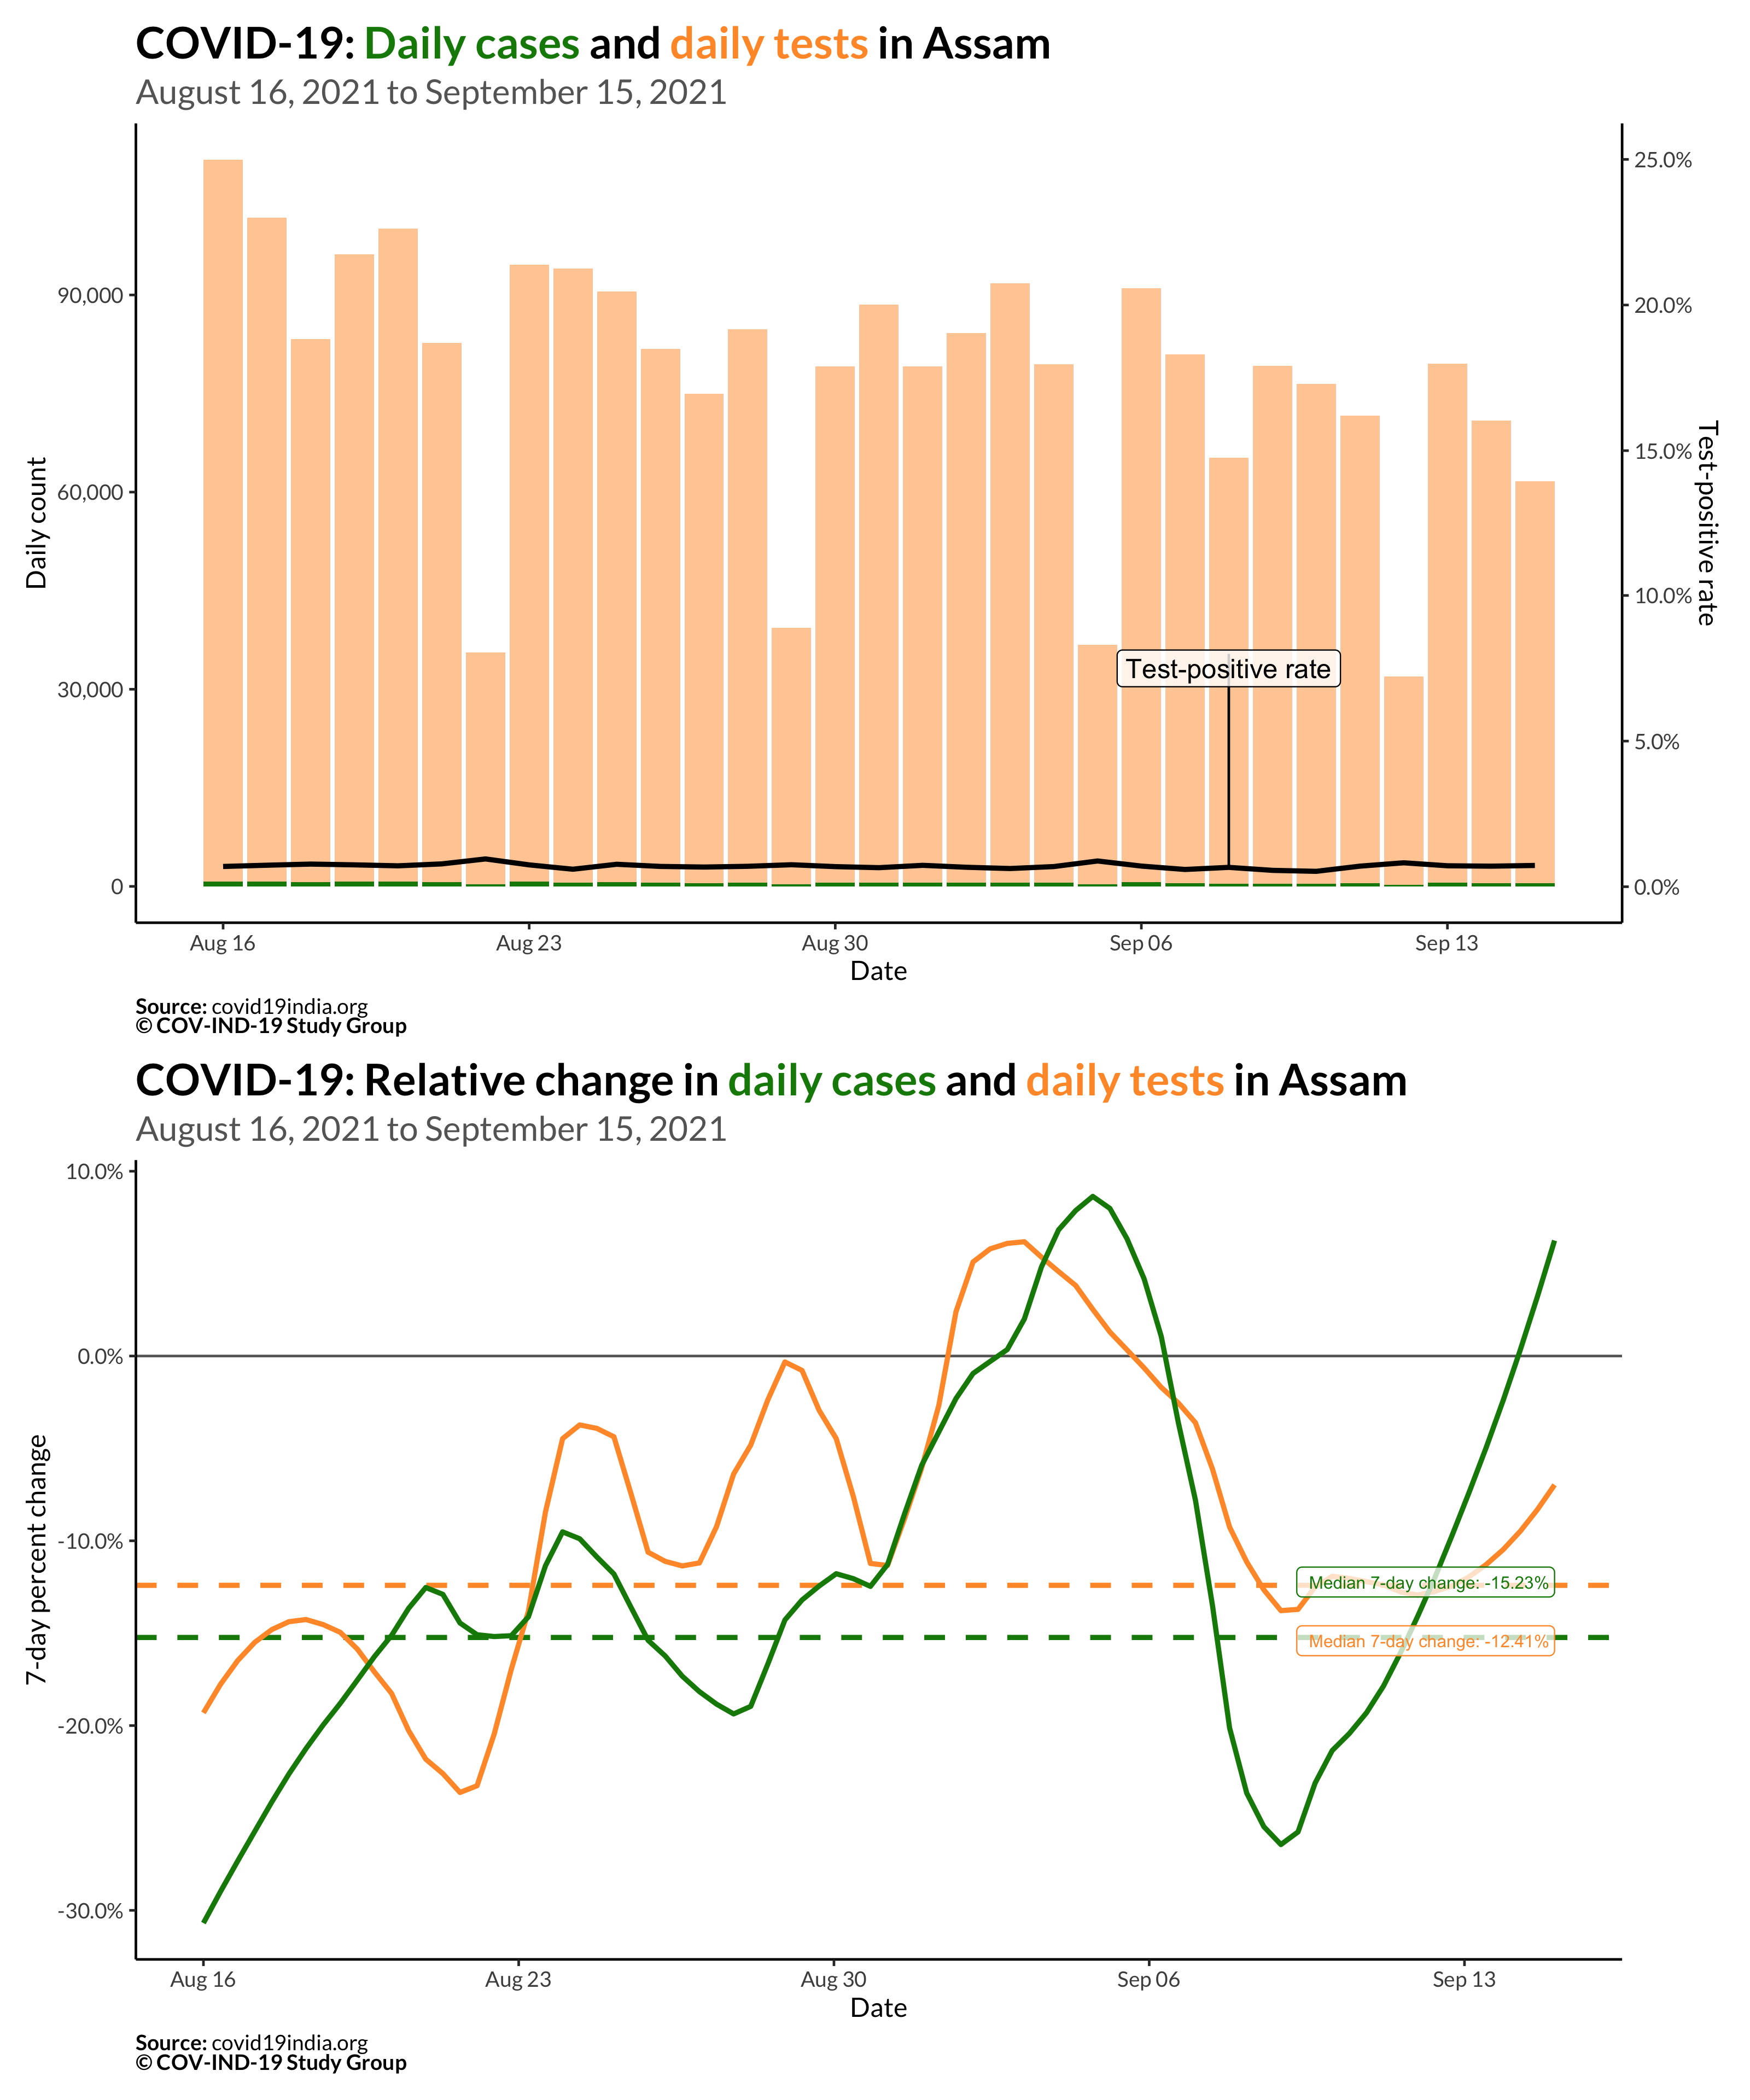 COVID-19: Daily cases and daily tests in Assam
August 16, 2021 to September 15, 2021
Daily count
90,000
60,000
30,000
0
25.0%
20.0%
15.0%
10.0%
5.0%
0.0%
Test-positive rate
Test-positive rate
Aug 16
Aug 23
Aug 30
Sep 06
Sep 13
Date
Source: covid19india.org
© COV-IND-19 Study Group
COVID-19: Relative change in daily cases and daily tests in Assam
August 16, 2021 to September 15, 2021
7-day percent change
10.0%
0.0%
-10.0%
-20.0%
-30.0%
Median 7-day change: -15.23%
Median 7-day change: -12.41%
Aug 16
Aug 23
Aug 30
Sep 06
Sep 13
Date
Source: covid19india.org
© COV-IND-19 Study Group